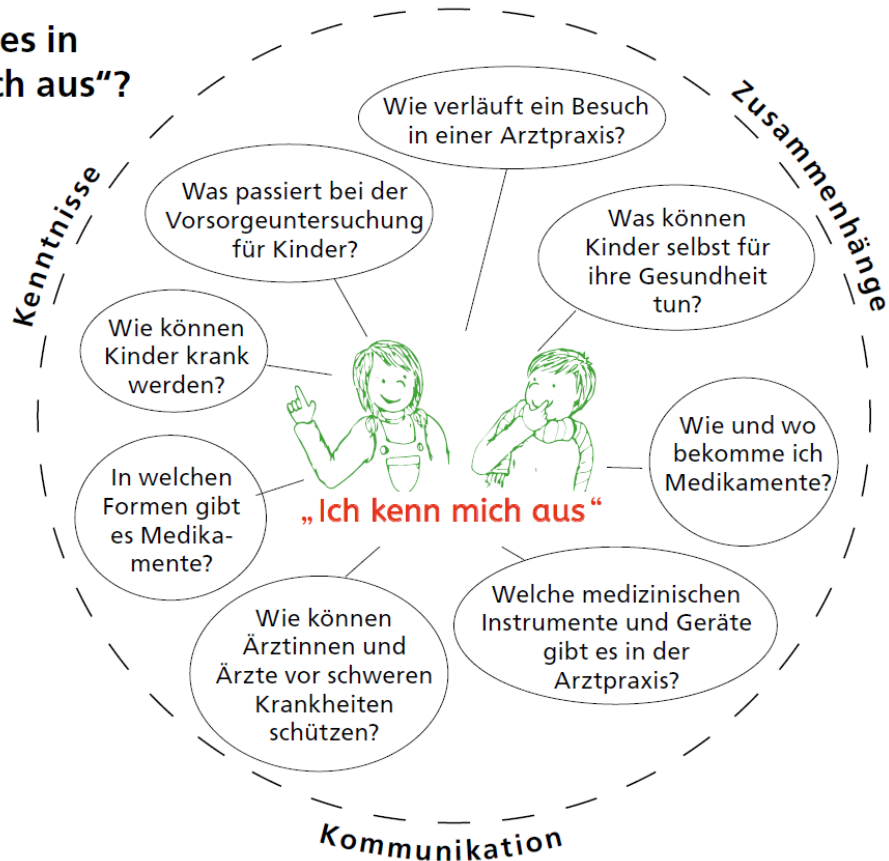 es in
ch aus“?
Kenntnisse
Zusammenhänge
Wie verläuft ein Besuch
in einer Arztpraxis?
Was passiert bei der
Vorsorgeuntersuchung
für Kinder?
Was können
Kinder selbst für
ihre Gesundheit
tun?
Wie können
Kinder krank
werden?
Wie und wo
bekomme ich
Medikamente?
In welchen
Formen gibt
es Medika-
mente?
„Ich kenn mich aus“
Wie können
Ärztinnen und
Ärzte vor schweren
Krankheiten
schützen?
Welche medizinischen
Instrumente und Geräte
gibt es in der
Arztpraxis?
Kommunikation